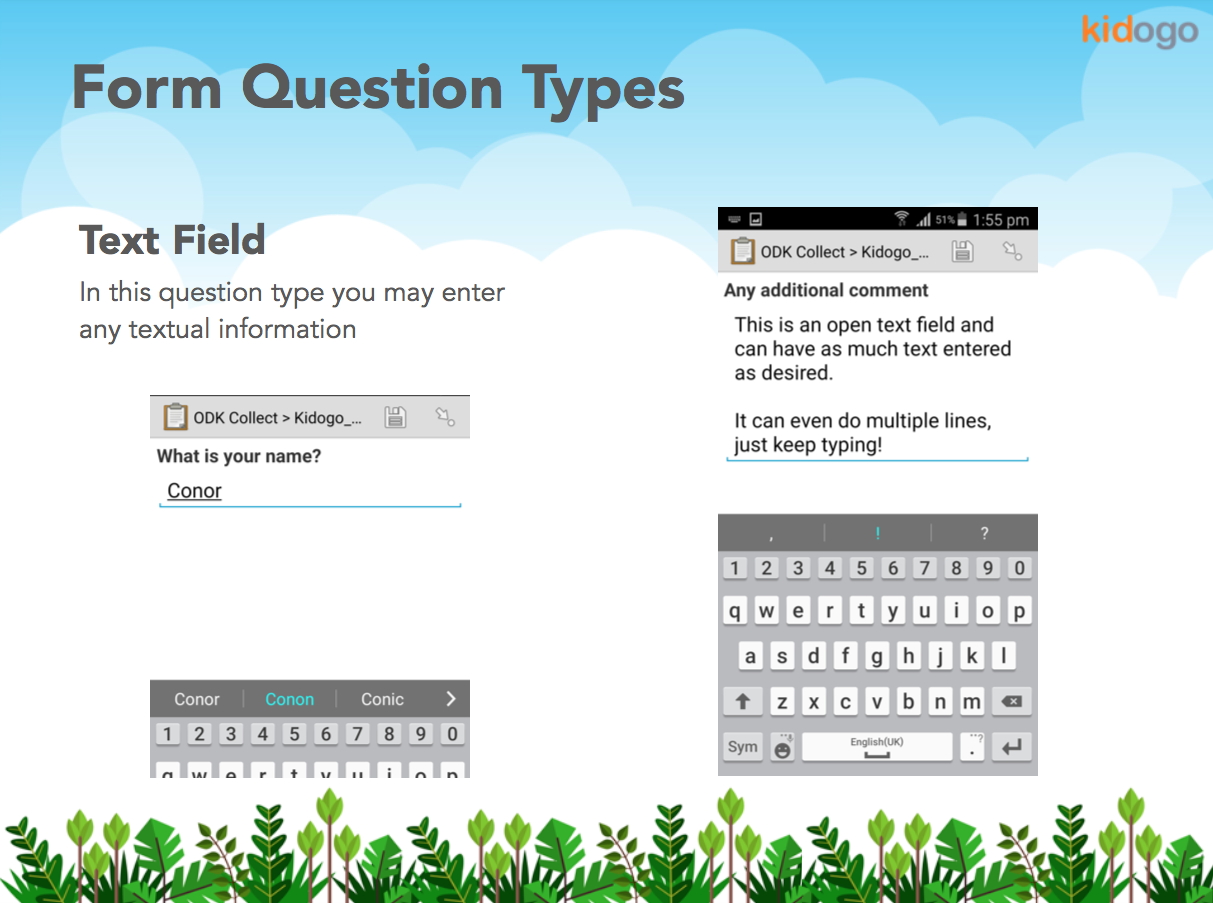 kidogo
Form Question Types
Text Field
In this question type you may enter
any textual information
ODK Collect > Kidogo_...
What is your name?
Conor
Conor Conon Conic
1 2 3 4 5 6 7 8 9 0
q w e r t y u i o p
51% 1:55 pm
ODK Collect > Kidogo_...
Any additional comment
This is an open text field and
can have as much text entered
as desired.
It can even do multiple lines,
just keep typing!
, ! ?
1 2 3 4 5 6 7 8 9 0
q w e r t y u i o p
a s d f g h j k l
z x c v b n m
Sym English(UK) . ...?